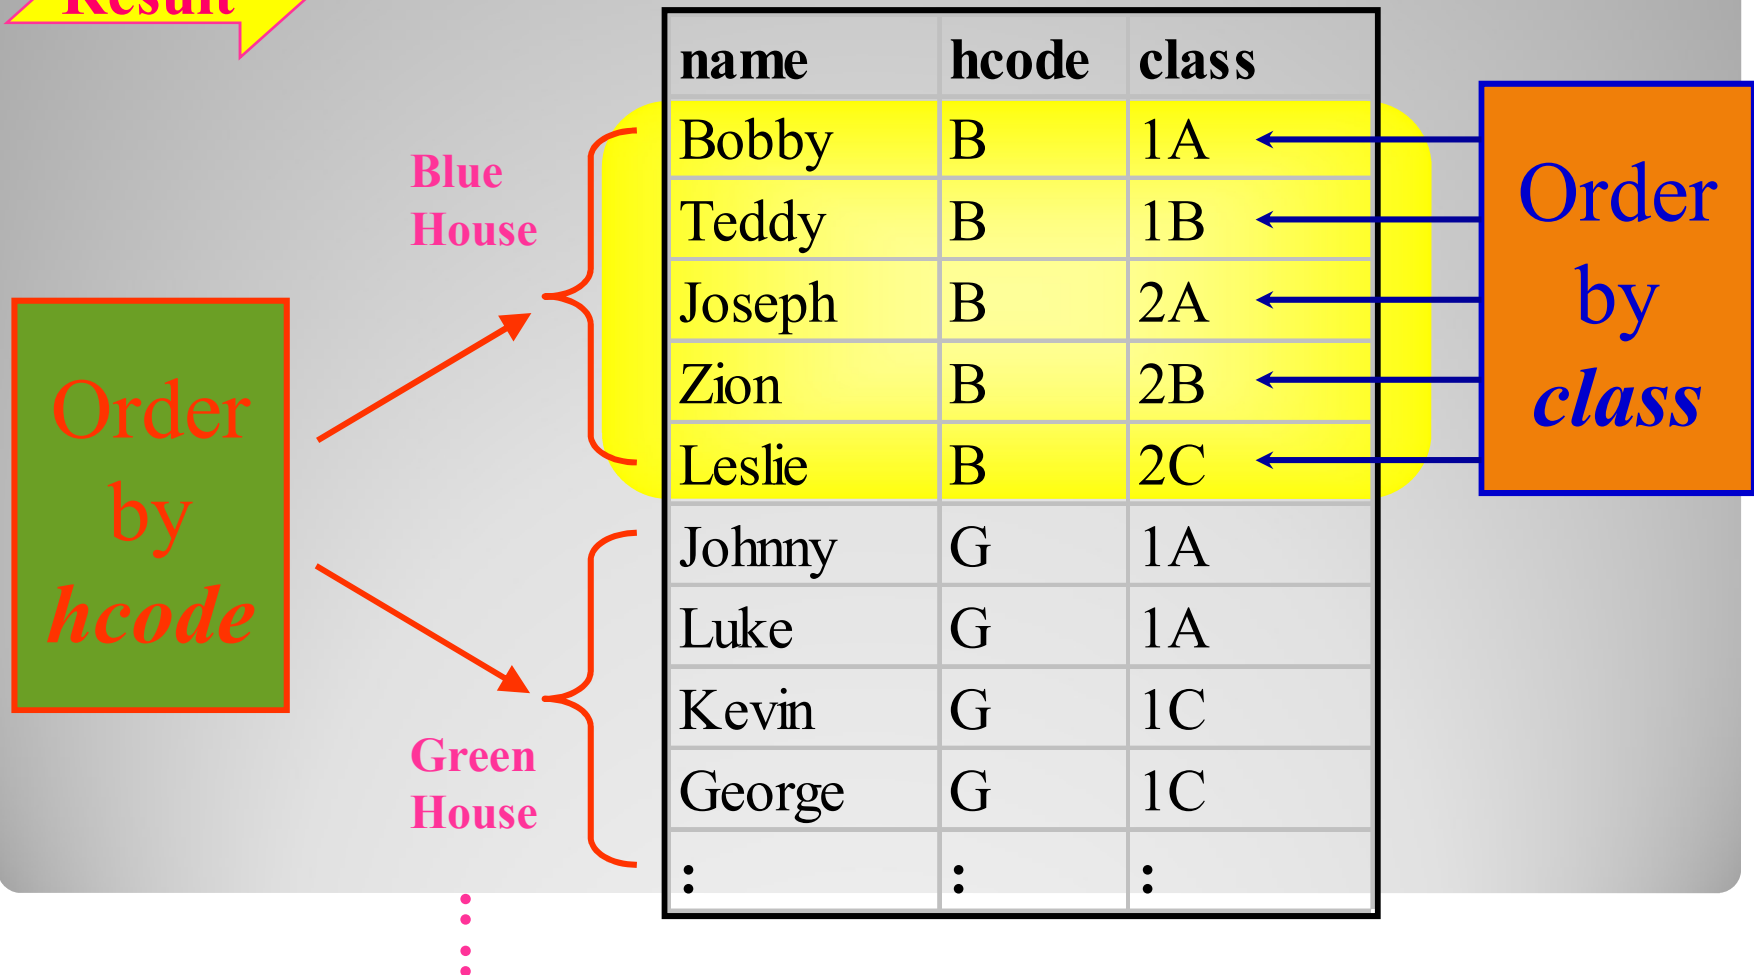 Result
name hcode class
Bobby B 1A
Teddy B 1B
Joseph B 2A
Zion B 2B
Leslie B 2C
Johnny G 1A
Luke G 1A
Kevin G 1C
George G 1C
: : :
Blue
House
Green
House
Order
by
hcode
Order
by
class